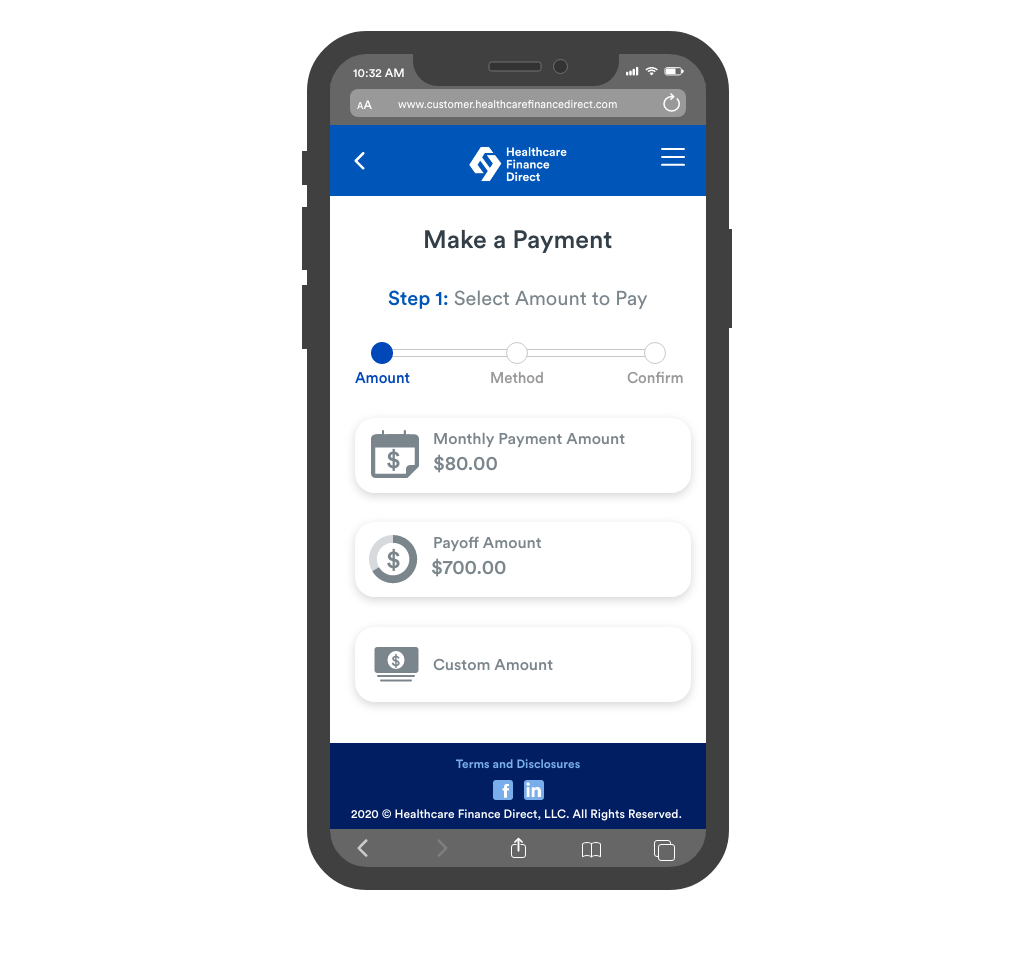 10:32 AM
AA www.customer.healthcarefinancedirect.com
Healthcare
Finance
Direct
Make a Payment
Step 1: Select Amount to Pay
Amount Method Confirm
$
Monthly Payment Amount
$80.00
$
Payoff Amount
$700.00
$
Custom Amount
Terms and Disclosures
f in
2020 © Healthcare Finance Direct, LLC. All Rights Reserved.